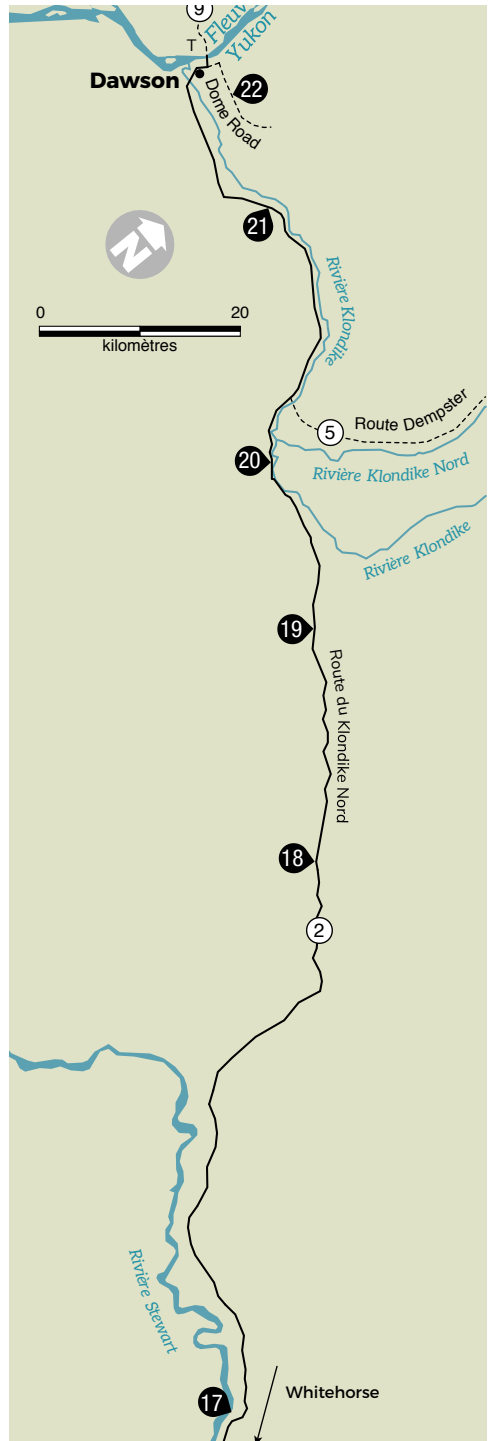 9
Fleuve
Yukon
T
Dawson
22
Dome Road
21
N
0 20
kilomètres
Rivière Klondike
Route Dempster
5
20
Rivière Klondike Nord
Rivière Klondike
19
Route du Klondike Nord
18
2
Rivière Stewart
17
Whitehorse